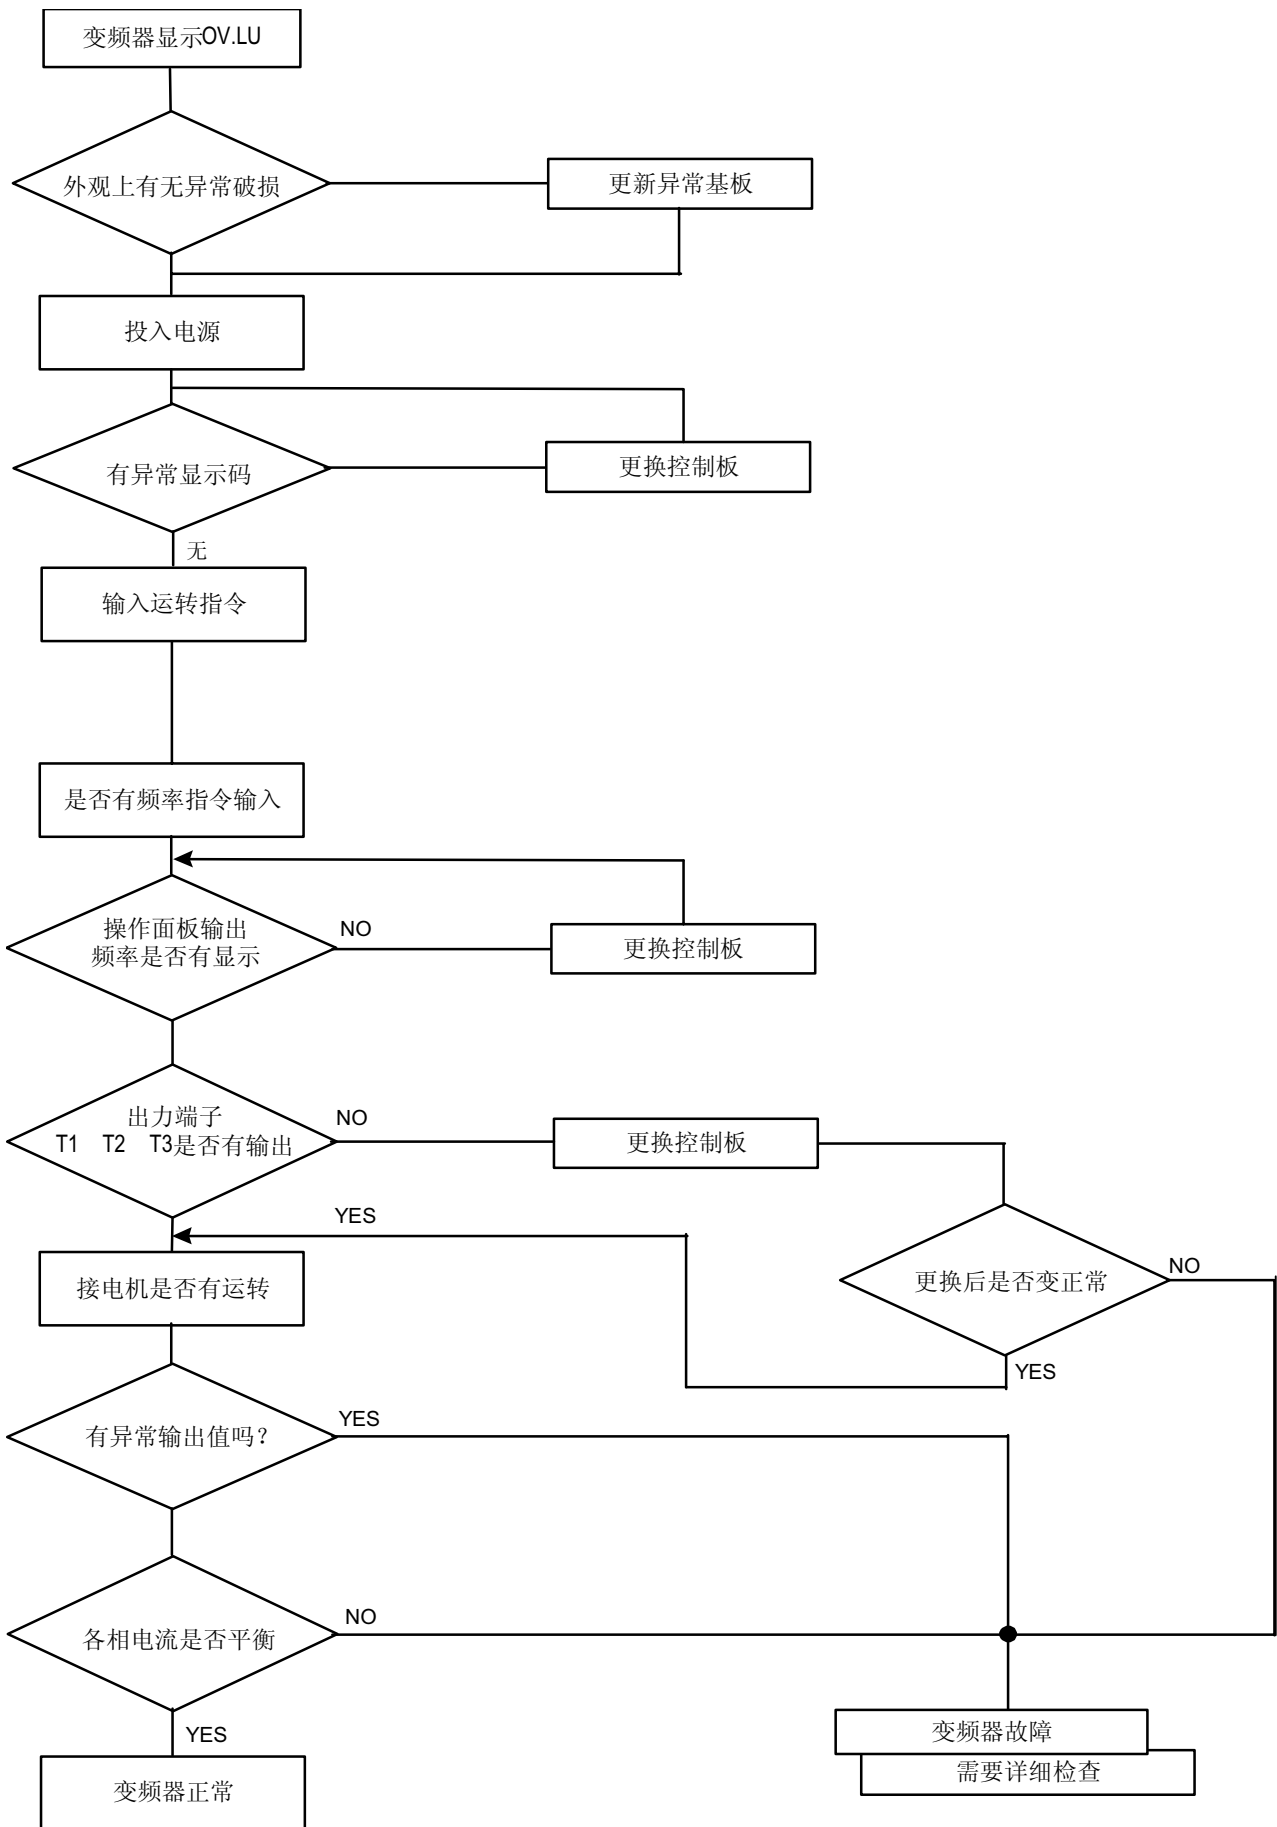 变频器显示OV.LU
外观上有无异常破损
更新异常基板
投入电源
有异常显示码
更换控制板
无
输入运转指令
是否有频率指令输入
操作面板输出
频率是否有显示
NO
更换控制板
出力端子
T1 T2 T3是否有输出
NO
更换控制板
YES
接电机是否有运转
更换后是否变正常
NO
YES
有异常输出值吗?
YES
各相电流是否平衡
NO
YES
变频器故障
需要详细检查
变频器正常